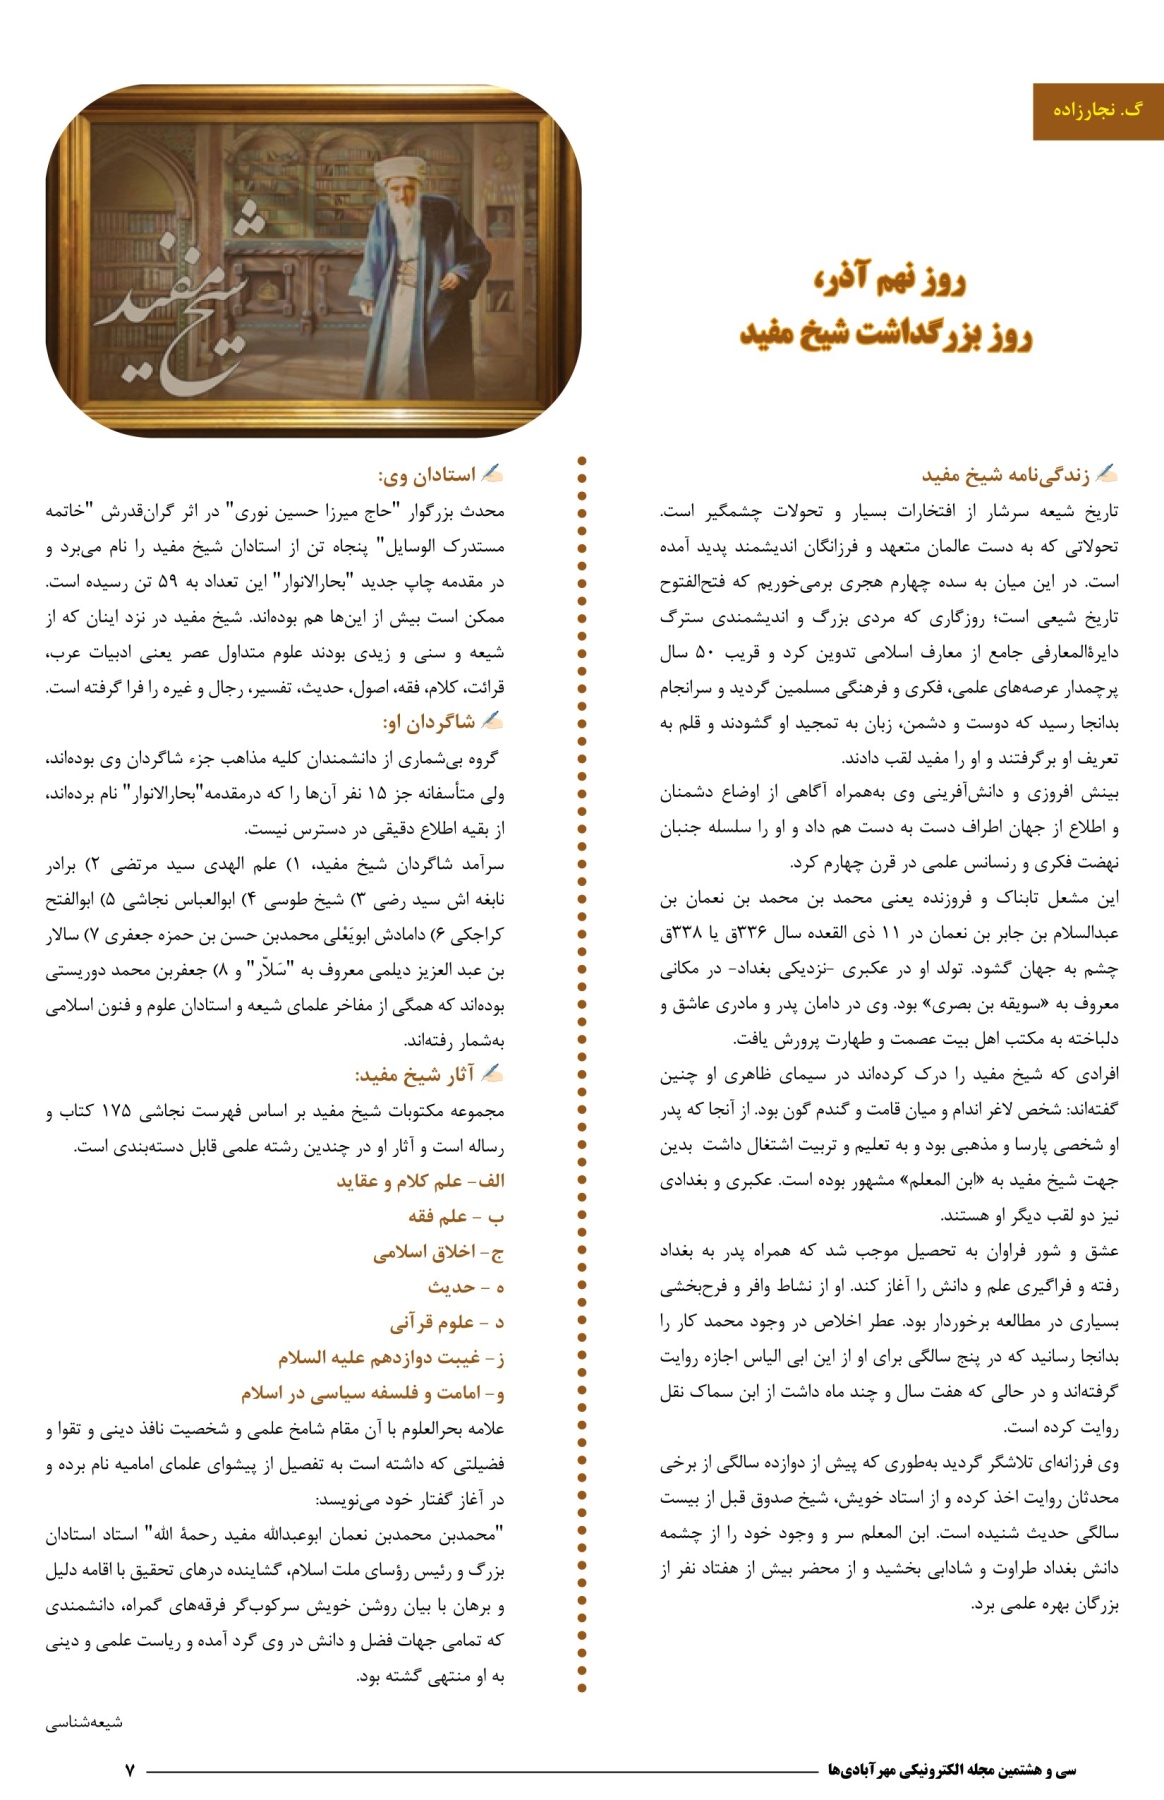 گ. نجارزاده
شیخ مفید
روز نهم آذر،
روز بزرگداشت شیخ مفید
زندگی‌نامه شیخ مفید
تاریخ شیعه سرشار از افتخارات بسیار و تحولات چشمگیر است.
تحولاتی که به دست عالمان متعهد و فرزانگان اندیشمند پدید آمده
است. در این میان به سده چهارم هجری برمی‌خوریم که فتح‌الفتوح
تاریخ شیعی است؛ روزگاری که مردی بزرگ و اندیشمندی سترگ
دایرةالمعارفی جامع از معارف اسلامی تدوین کرد و قریب ۵۰ سال
پرچمدار عرصه‌های علمی، فکری و فرهنگی مسلمین گردید و سرانجام
بدانجا رسید که دوست و دشمن، زبان به تمجید او گشودند و قلم به
تعریف او برگرفتند و او را مفید لقب دادند.
بینش افروزی و دانش‌آفرینی وی به‌همراه آگاهی از اوضاع دشمنان
و اطلاع از جهان اطراف دست به دست هم داد و او را سلسله جنبان
نهضت فکری و رنسانس علمی در قرن چهارم کرد.
این مشعل تابناک و فروزنده یعنی محمد بن محمد بن نعمان بن
عبدالسلام بن جابر بن نعمان در ۱۱ ذی القعده سال ۳۳۶ق یا ۳۳۸ق
چشم به جهان گشود. تولد او در عکبری -نزدیکی بغداد- در مکانی
معروف به «سویقه بن بصری» بود. وی در دامان پدر و مادری عاشق و
دلباخته به مکتب اهل بیت عصمت و طهارت پرورش یافت.
افرادی که شیخ مفید را درک کرده‌اند در سیمای ظاهری او چنین
گفته‌اند: شخص لاغر اندام و میان قامت و گندم گون بود. از آنجا که پدر
او شخصی پارسا و مذهبی بود و به تعلیم و تربیت اشتغال داشت بدین
جهت شیخ مفید به «ابن المعلم» مشهور بوده است. عکبری و بغدادی
نیز دو لقب دیگر او هستند.
عشق و شور فراوان به تحصیل موجب شد که همراه پدر به بغداد
رفته و فراگیری علم و دانش را آغاز کند. او از نشاط وافر و فرح‌بخشی
بسیاری در مطالعه برخوردار بود. عطر اخلاص در وجود محمد کار را
بدانجا رسانید که در پنج سالگی برای او از این ابی الیاس اجازه روایت
گرفته‌اند و در حالی که هفت سال و چند ماه داشت از ابن سماک نقل
روایت کرده است.
وی فرزانه‌ای تلاشگر گردید به‌طوری که پیش از دوازده سالگی از برخی
محدثان روایت اخذ کرده و از استاد خویش، شیخ صدوق قبل از بیست
سالگی حدیث شنیده است. ابن المعلم سر و وجود خود را از چشمه
دانش بغداد طراوت و شادابی بخشید و از محضر بیش از هفتاد نفر از
بزرگان بهره علمی برد.
استادان وی:
محدث بزرگوار "حاج میرزا حسین نوری" در اثر گران‌قدرش "خاتمه
مستدرک الوسایل" پنجاه تن از استادان شیخ مفید را نام می‌برد و
در مقدمه چاپ جدید "بحارالانوار" این تعداد به ۵۹ تن رسیده است.
ممکن است بیش از این‌ها هم بوده‌اند. شیخ مفید در نزد اینان که از
شیعه و سنی و زیدی بودند علوم متداول عصر یعنی ادبیات عرب،
قرائت، کلام، فقه، اصول، حدیث، تفسیر، رجال و غیره را فرا گرفته است.
شاگردان او:
گروه بی‌شماری از دانشمندان کلیه مذاهب جزء شاگردان وی بوده‌اند،
ولی متأسفانه جز ۱۵ نفر آن‌ها را که درمقدمه"بحارالانوار" نام برده‌اند،
از بقیه اطلاع دقیقی در دسترس نیست.
سرآمد شاگردان شیخ مفید، ۱) علم الهدی سید مرتضی ۲) برادر
نابغه اش سید رضی ۳) شیخ طوسی ۴) ابوالعباس نجاشی ۵) ابوالفتح
کراجکی ۶) دامادش ابویَعْلی محمدبن حسن بن حمزه جعفری ۷) سالار
بن عبد العزیز دیلمی معروف به "سَلاّر" و ۸) جعفربن محمد دوریستی
بوده‌اند که همگی از مفاخر علمای شیعه و استادان علوم و فنون اسلامی
به‌شمار رفته‌اند.
آثار شیخ مفید:
مجموعه مکتوبات شیخ مفید بر اساس فهرست نجاشی ۱۷۵ کتاب و
رساله است و آثار او در چندین رشته علمی قابل دسته‌بندی است.
الف- علم کلام و عقاید
ب - علم فقه
ج- اخلاق اسلامی
ه - حدیث
د - علوم قرآنی
ز- غیبت دوازدهم علیه السلام
و- امامت و فلسفه سیاسی در اسلام
علامه بحرالعلوم با آن مقام شامخ علمی و شخصیت نافذ دینی و تقوا و
فضیلتی که داشته است به تفصیل از پیشوای علمای امامیه نام برده و
در آغاز گفتار خود می‌نویسد:
"محمدبن محمدبن نعمان ابوعبدالله مفید رحمة الله" استاد استادان
بزرگ و رئیس رؤسای ملت اسلام، گشاینده درهای تحقیق با اقامه دلیل
و برهان با بیان روشن خویش سرکوب‌گر فرقه‌های گمراه، دانشمندی
که تمامی جهات فضل و دانش در وی گرد آمده و ریاست علمی و دینی
به او منتهی گشته بود.
شیعه‌شناسی
سی و هشتمین مجله الکترونیکی مهرآبادی‌ها ۷